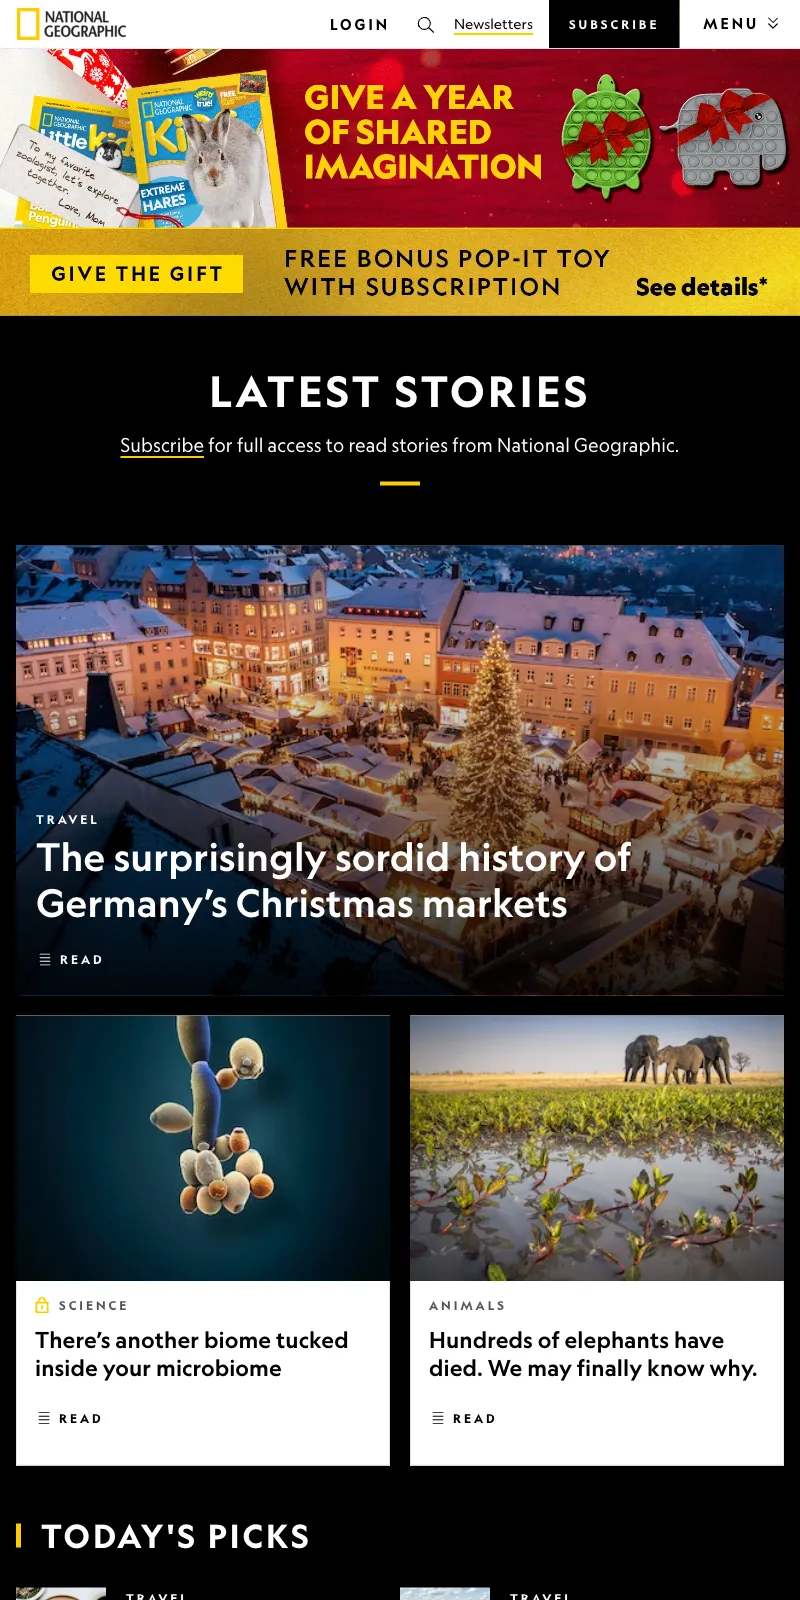 NATIONAL
GEOGRAPHIC
LOGIN
Newsletters
SUBSCRIBE
MENU
NATIONAL
GEOGRAPHIC
Little kids
NATIONAL
GEOGRAPHIC
Ki
FREE
EXTREME
HARES
Penguin
To my favorite
zoologist, let's explore
together.
Love, Mom
GIVE A YEAR
OF SHARED
IMAGINATION
GIVE THE GIFT
FREE BONUS POP-IT TOY
WITH SUBSCRIPTION
See details*
LATEST STORIES
Subscribe for full access to read stories from National Geographic.
TRAVEL
The surprisingly sordid history of
Germany's Christmas markets
READ
SCIENCE
There's another biome tucked
inside your microbiome
READ
ANIMALS
Hundreds of elephants have
died. We may finally know why.
READ
TODAY'S PICKS
TRAVEL
TRAVEL